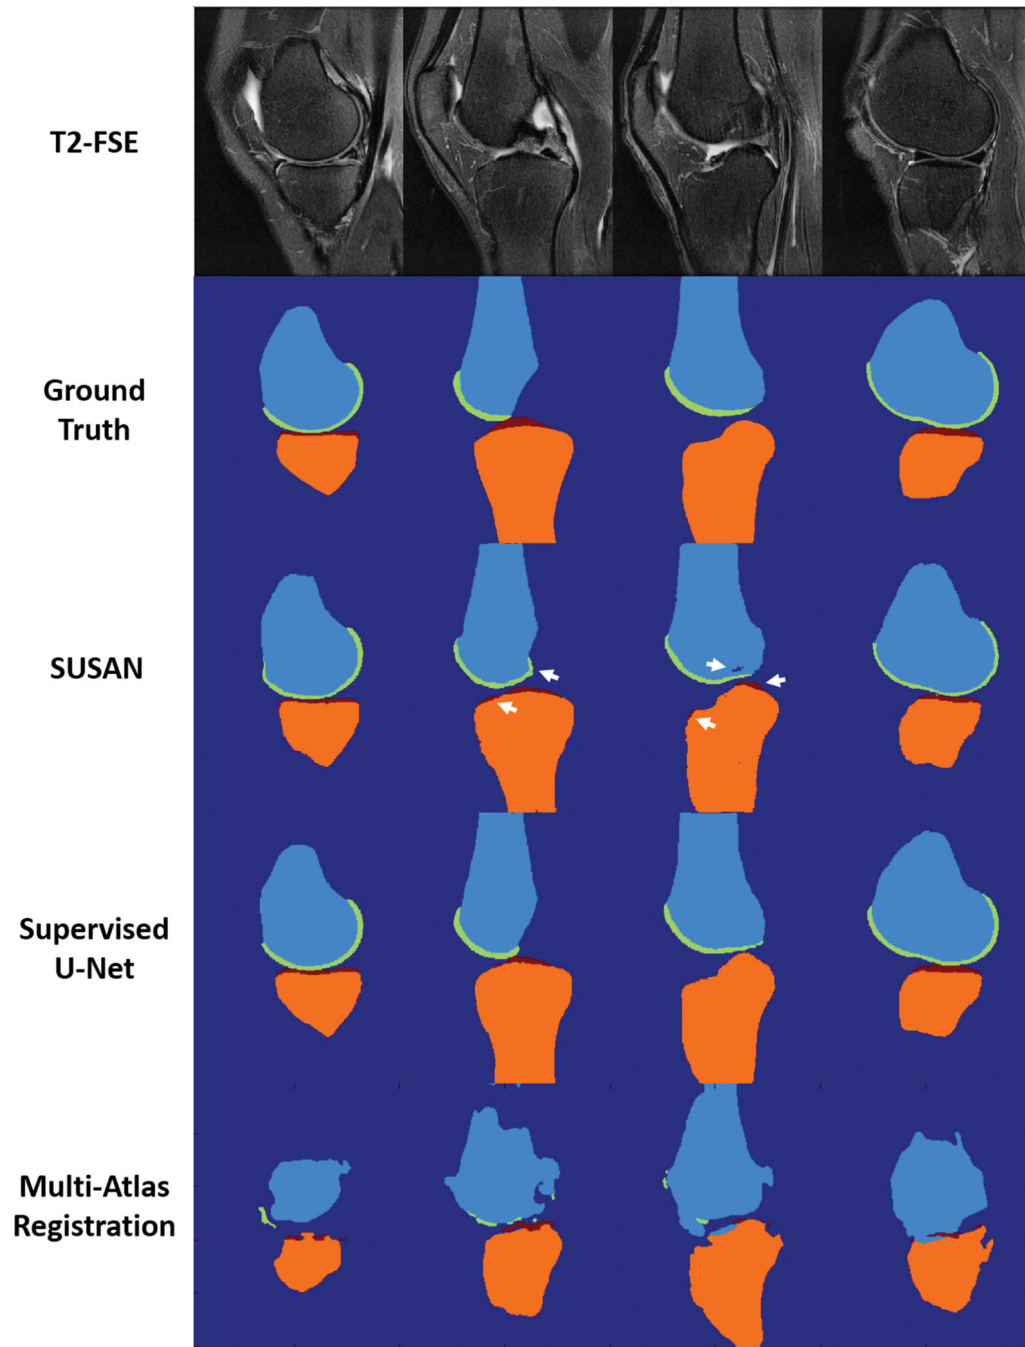 T2-FSE
Ground
Truth
SUSAN
Supervised
U-Net
Multi-Atlas
Registration